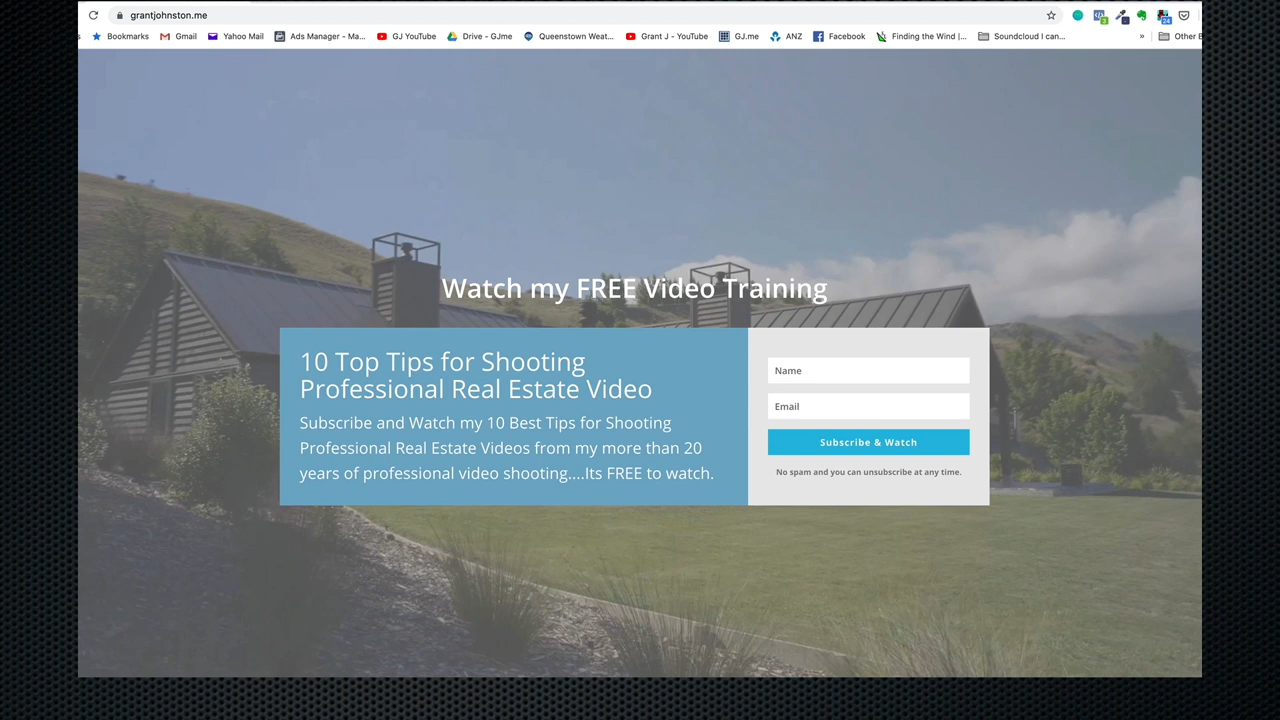 grantjohnston.me
Bookmarks Gmail Yahoo Mail Ads Manager - Ma... GJ YouTube Drive - GJme Queenstown Weat... Grant J - YouTube GJ.me ANZ Facebook Finding the Wind |... Soundcloud I can... » Other B
Watch my FREE Video Training
10 Top Tips for Shooting
Professional Real Estate Video
Subscribe and Watch my 10 Best Tips for Shooting
Professional Real Estate Videos from my more than 20
years of professional video shooting....Its FREE to watch.
Name
Email
Subscribe & Watch
No spam and you can unsubscribe at any time.